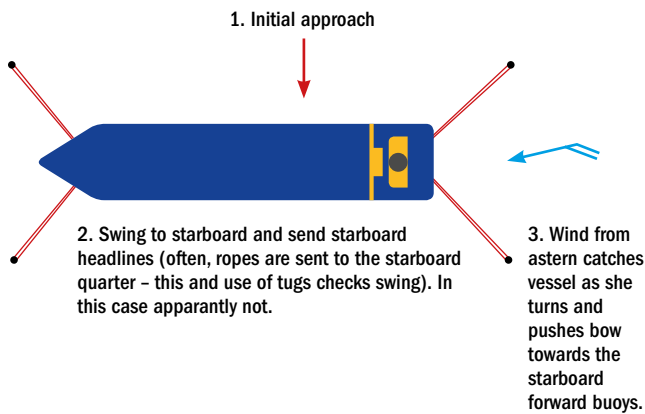 1. Initial approach
2. Swing to starboard and send starboard
headlines (often, ropes are sent to the starboard
quarter – this and use of tugs checks swing). In
this case apparantly not.
3. Wind from
astern catches
vessel as she
turns and
pushes bow
towards the
starboard
forward buoys.